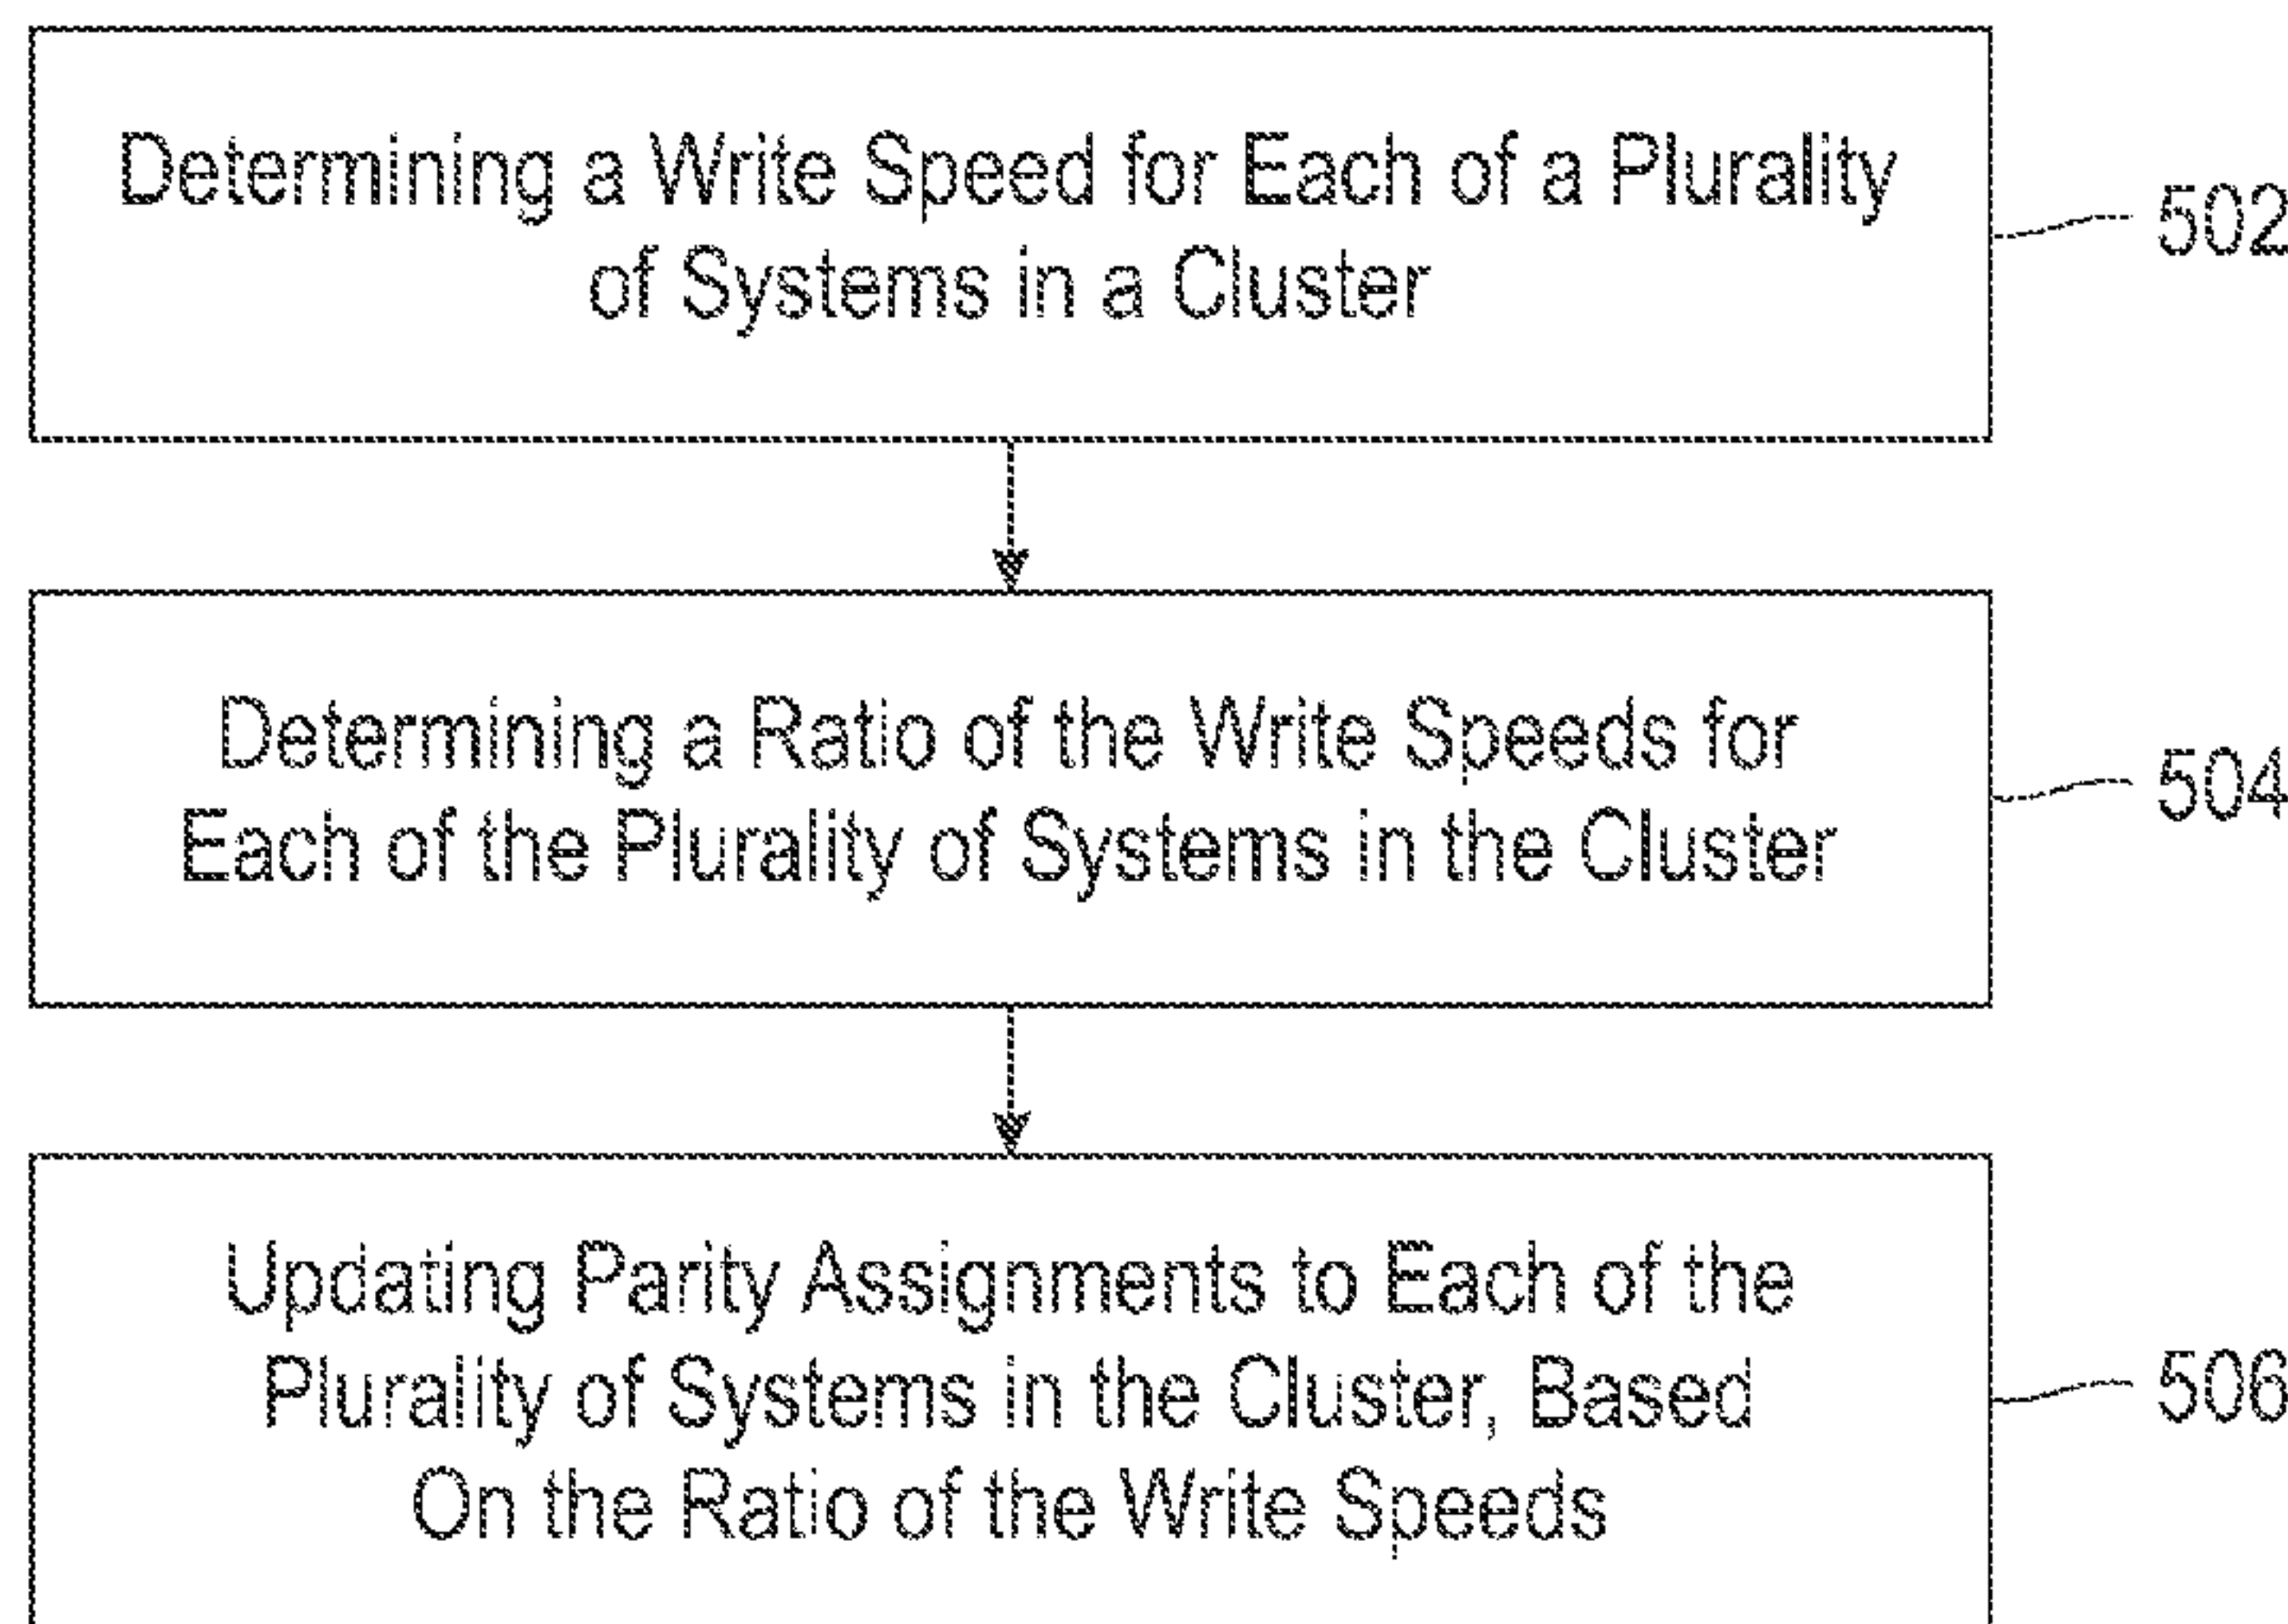 Determining a Write Speed for Each of a Plurality
of Systems in a Cluster
502
Determining a Ratio of the Write Speeds for
Each of the Plurality of Systems in the Cluster
504
Updating Parity Assignments to Each of the
Plurality of Systems in the Cluster, Based
On the Ratio of the Write Speeds
506